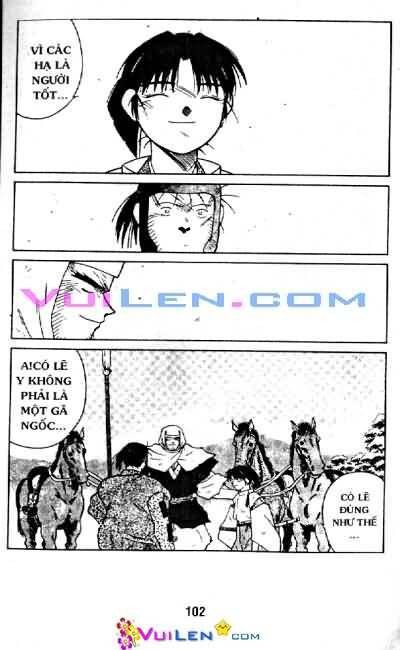 VÌ CÁC
HẠ LÀ
NGƯỜI
TỐT...
VUILEN.COM
A!CÓ LẼ
Y KHÔNG
PHẢI LÀ
MỘT GÃ
NGỐC...
CÓ LẼ
ĐÚNG
NHƯ THẾ
...
102
VUILEN.COM